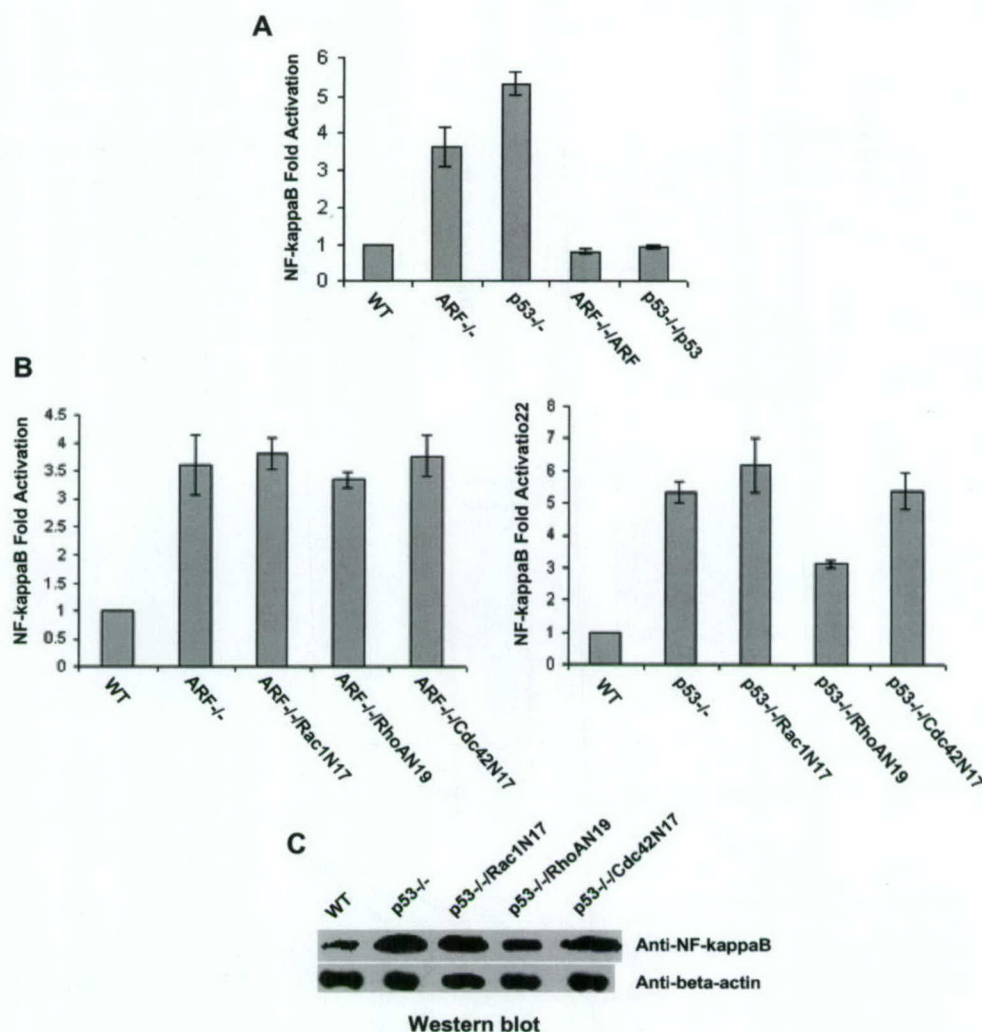 A
NF-kappaB Fold Activation
6
5
4
3
2
1
0
WT
ARF-/-
p53-/-
ARF-/-/ARF
p53-/-/p53
B
NF-kappaB Fold Activation
4.5
4
3.5
3
2.5
2
1.5
1
0.5
0
WT
ARF-/-
ARF-/-/Rac1N17
ARF-/-/RhoAN19
ARF-/-/Cdc42N17
NF-kappaB Fold Activatio22
8
7
6
5
4
3
2
1
0
WT
p53-/-
p53-/-/Rac1N17
p53-/-/RhoAN19
p53-/-/Cdc42N17
C
WT
p53-/-
p53-/-/Rac1N17
p53-/-/RhoAN19
p53-/-/Cdc42N17
Anti-NF-kappaB
Anti-beta-actin
Western blot